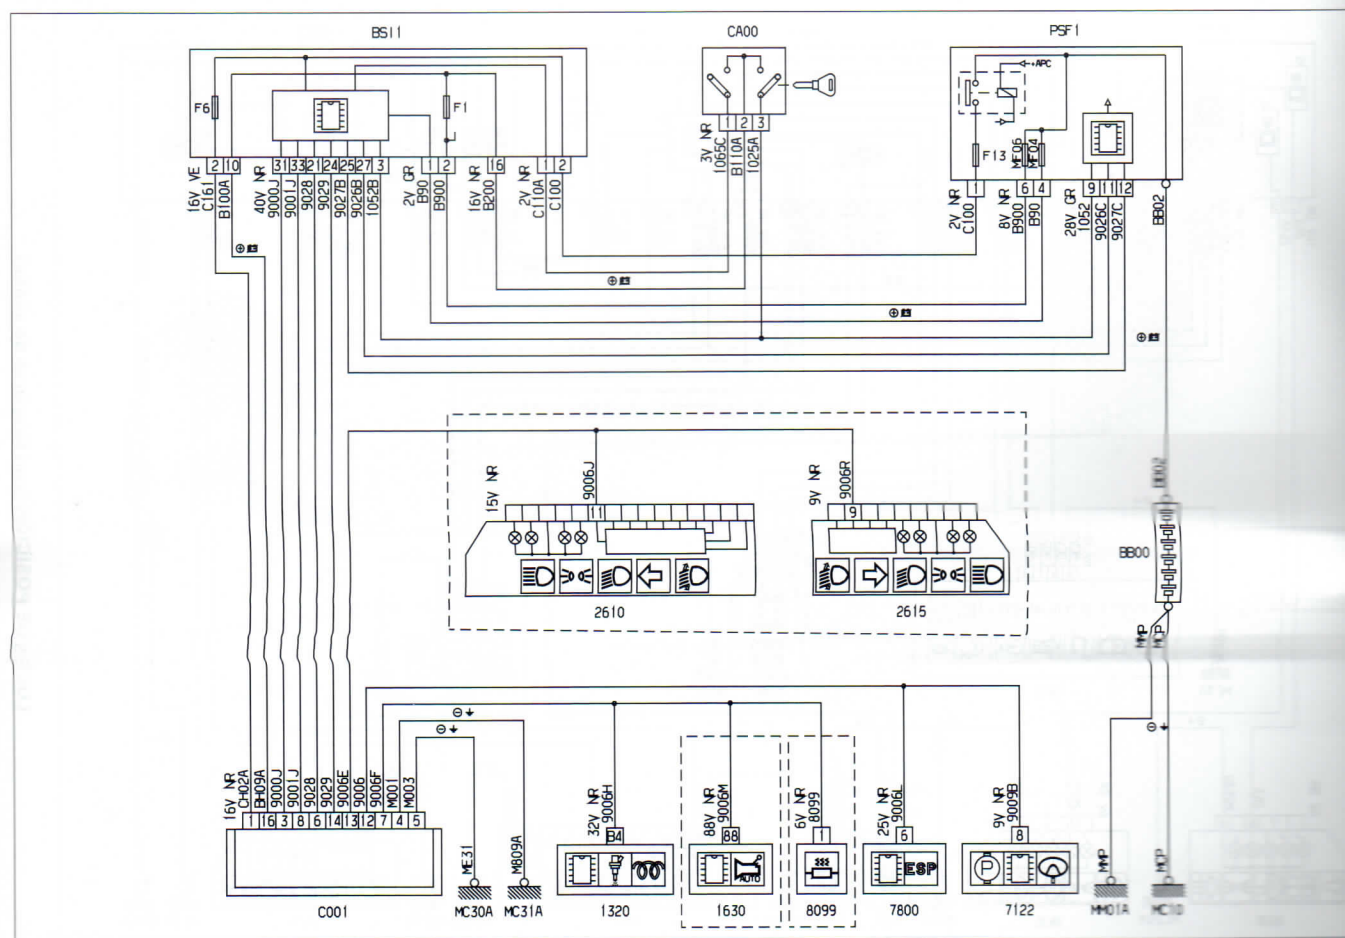 BSI1
CA00
PSF1
+APC
F6
F1
F13
MF06
MF04
2 10 31 33 21 24 25 27 3 1 2 16 1 2
1 2 3
1 6 4 9 11 12
16V VE
C161
B100A
40V NR
9000J
9001J
9028
9029
9027B
9026B
1052B
2V GR
B90
B900
16V NR
B200
2V NR
C110A
C100
3V NR
1065C
B110A
1025A
2V NR
C100
8V NR
B900
B90
28V GR
1052
9026C
9027C
BB02
15V NR
9006J
11
9V NR
9006R
9
2610
2615
BB02
BB00
MMP
MCP
16V NR
CH02A
BH09A
9000J
9001J
9028
9029
9006E
9006
9006F
M001
M003
1 16 3 8 6 14 13 12 7 4 5
C001
ME31
MC30A
M809A
MC31A
32V NR
9006H
B4
1320
88V NR
9006M
88
AUTO
1630
6V NR
8099
1
8099
25V NR
9006L
6
ESP
7800
9V NR
9009B
8
P
7122
MMP
MM01A
MCP
MC10